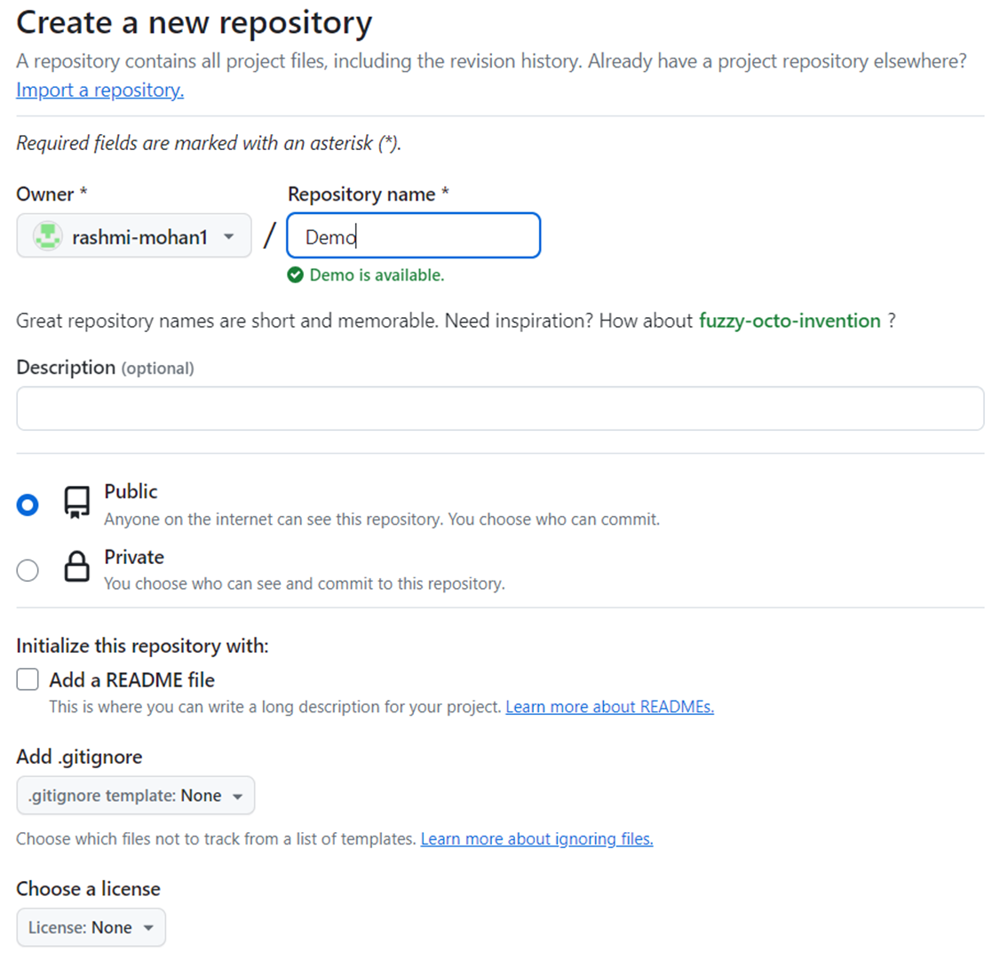 Create a new repository
A repository contains all project files, including the revision history. Already have a project repository elsewhere?
Import a repository.
Required fields are marked with an asterisk (*).
Owner * Repository name *
rashmi-mohan1 / Demo
Demo is available.
Great repository names are short and memorable. Need inspiration? How about fuzzy-octo-invention ?
Description (optional)
Public
Anyone on the internet can see this repository. You choose who can commit.
Private
You choose who can see and commit to this repository.
Initialize this repository with:
Add a README file
This is where you can write a long description for your project. Learn more about READMEs.
Add .gitignore
.gitignore template: None
Choose which files not to track from a list of templates. Learn more about ignoring files.
Choose a license
License: None